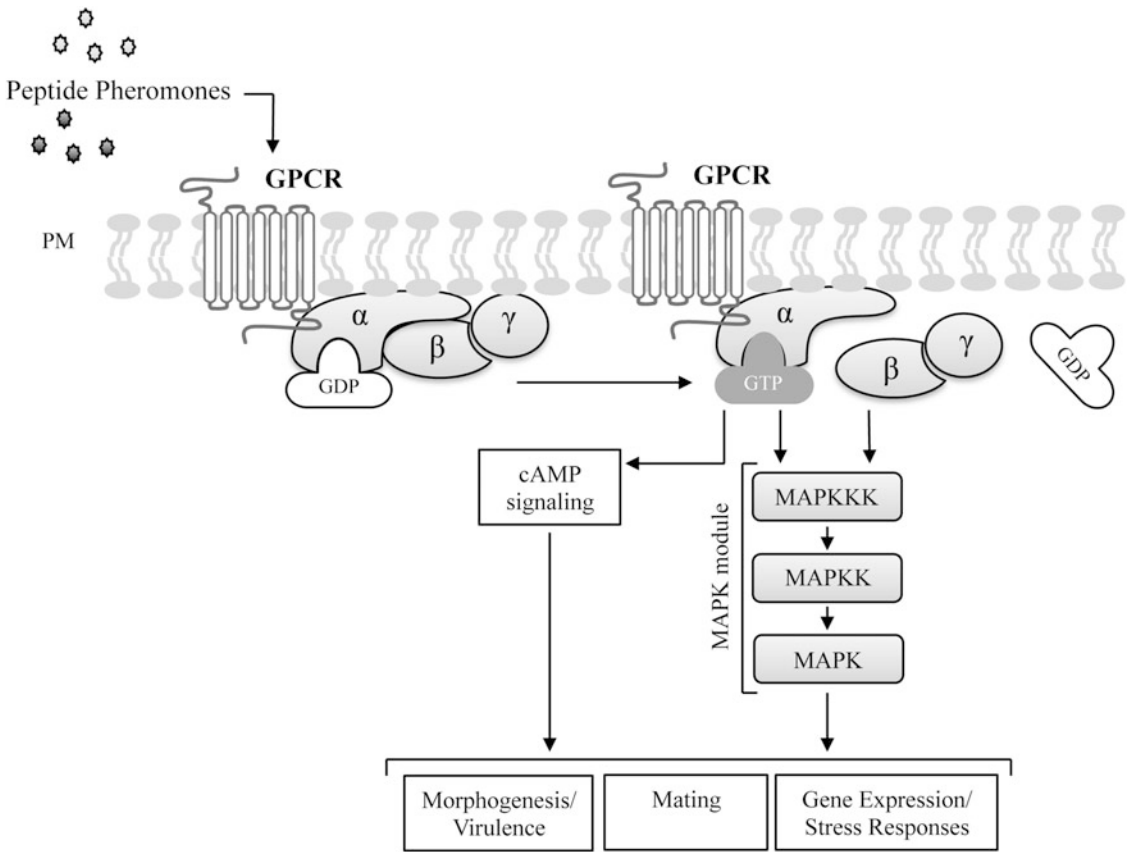 Peptide Pheromones
GPCR
GPCR
PM
α
β
γ
GDP
α
GTP
β
γ
GDP
cAMP
signaling
MAPK module
MAPKKK
MAPKK
MAPK
Morphogenesis/
Virulence
Mating
Gene Expression/
Stress Responses